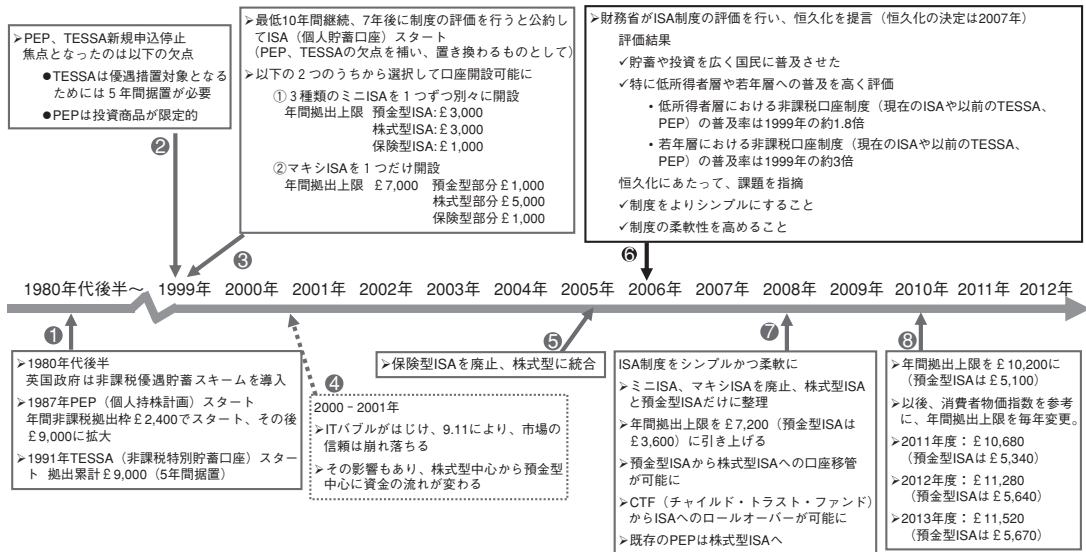 ➢PEP、TESSA新規申込停止
焦点となったのは以下の欠点
●TESSAは優遇措置対象となる
ためには５年間据置が必要
●PEPは投資商品が限定的
❷
➢最低10年間継続、7年後に制度の評価を行うと公約し
てISA（個人貯蓄口座）スタート
（PEP、TESSAの欠点を補い、置き換わるものとして）
➢以下の２つのうちから選択して口座開設可能に
①３種類のミニISAを１つずつ別々に開設
年間拠出上限 預金型ISA:￡3,000
株式型ISA:￡3,000
保険型ISA:￡1,000
②マキシISAを１つだけ開設
年間拠出上限 ￡7,000 預金型部分￡1,000
株式型部分￡5,000
保険型部分￡1,000
❸
➢財務省がISA制度の評価を行い、恒久化を提言（恒久化の決定は2007年）
評価結果
✓貯蓄や投資を広く国民に普及させた
✓特に低所得者層や若年層への普及を高く評価
・低所得者層における非課税口座制度（現在のISAや以前のTESSA、
PEP）の普及率は1999年の約1.8倍
・若年層における非課税口座制度（現在のISAや以前のTESSA、
PEP）の普及率は1999年の約3倍
恒久化にあたって、課題を指摘
✓制度をよりシンプルにすること
✓制度の柔軟性を高めること
❻
1980年代後半～ 1999年 2000年 2001年 2002年 2003年 2004年 2005年 2006年 2007年 2008年 2010年 2011年 2012年
❶
➢1980年代後半
英国政府は非課税優遇貯蓄スキームを導入
➢1987年PEP（個人持株計画）スタート
年間非課税拠出枠￡2,400でスタート、その後
￡9,000に拡大
➢1991年TESSA（非課税特別貯蓄口座）スター
ト 拠出累計￡9,000（5年間据置）
❹
2000‐2001年
➢ITバブルがはじけ、9.11により、市場の
信頼は崩れ落ちる
➢その影響もあり、株式型中心から預金型
中心に資金の流れが変わる
❺
➢保険型ISAを廃止、株式型に統合
❼
ISA制度をシンプルかつ柔軟に
➢ミニISA、マキシISAを廃止、株式型ISA
と預金型ISAだけに整理
➢年間拠出上限を￡7,200（預金型ISAは
￡3,600）に引き上げる
➢預金型ISAから株式型ISAへの口座移管
が可能に
➢CTF（チャイルド・トラスト・ファンド）
からISAへのロールオーバーが可能に
➢既存のPEPは株式型ISAへ
❽
➢年間拠出上限を￡10,200に
（預金型ISAは￡5,100）
➢以後、消費者物価指数を参考
に、年間拠出上限を毎年変更。
➢2011年度：￡10,680
（預金型ISAは￡5,340）
➢2012年度：￡11,280
（預金型ISAは￡5,640）
➢2013年度：￡11,520
（預金型ISAは￡5,670）